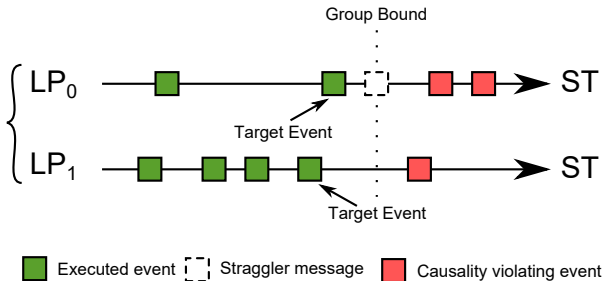 Group Bound
LP0
ST
Target Event
LP1
ST
Target Event
Executed event
Straggler message
Causality violating event